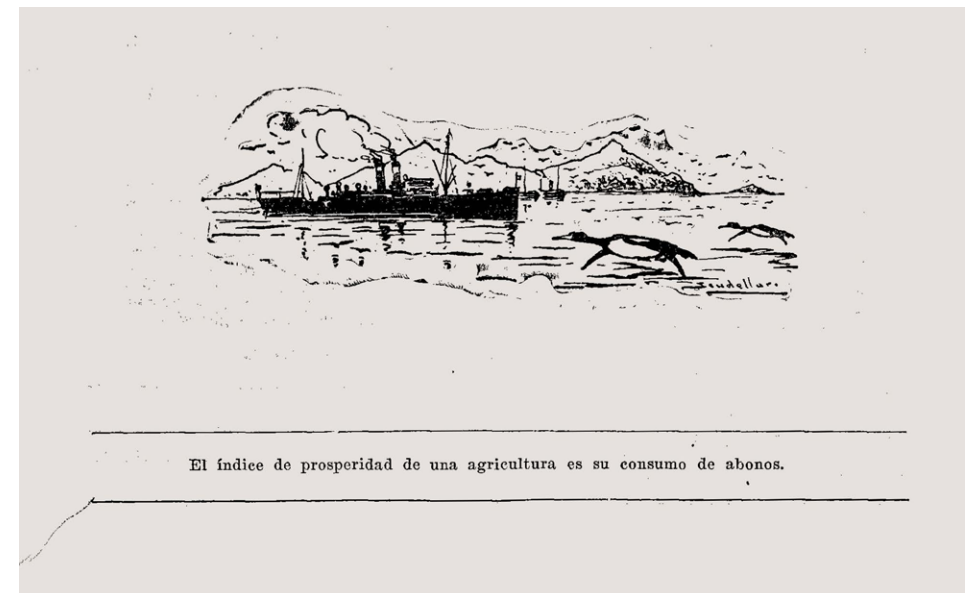 El índice de prosperidad de una agricultura es su consumo de abonos.